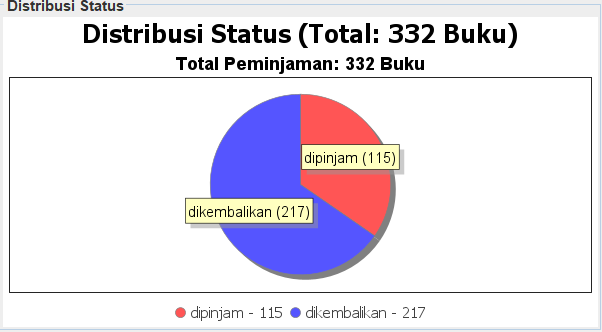 Distribusi Status
Distribusi Status (Total: 332 Buku)
Total Peminjaman: 332 Buku
dipinjam (115)
dikembalikan (217)
dipinjam - 115 dikembalikan - 217